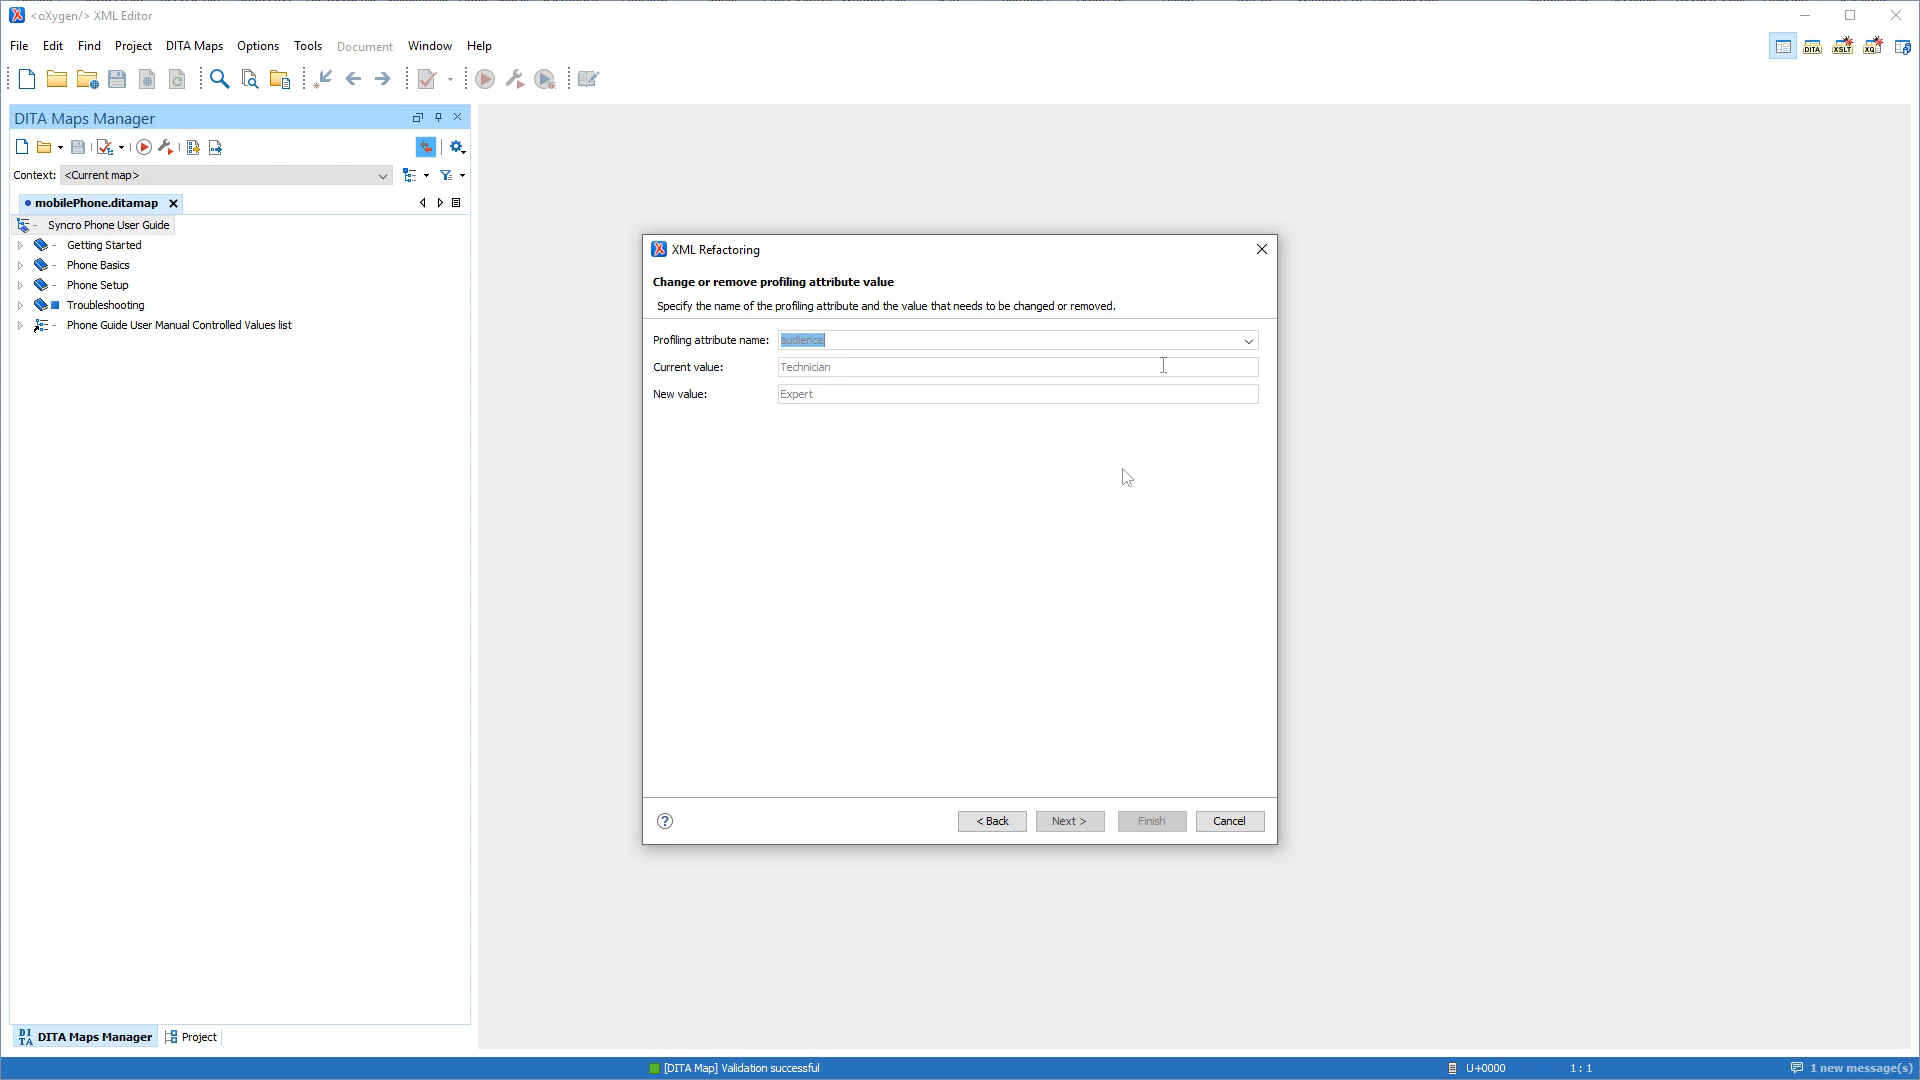 <oXygen/> XML Editor
File Edit Find Project DITA Maps Options Tools Document Window Help
DITA XSLT XQ
DITA Maps Manager
Context: <Current map>
mobilePhone.ditamap
Syncro Phone User Guide
Getting Started
Phone Basics
Phone Setup
Troubleshooting
Phone Guide User Manual Controlled Values list
XML Refactoring
Change or remove profiling attribute value
Specify the name of the profiling attribute and the value that needs to be changed or removed.
Profiling attribute name: audience
Current value: Technician
New value: Expert
< Back Next > Finish Cancel
DITA Maps Manager Project
[DITA Map] Validation successful U+0000 1 : 1 1 new message(s)